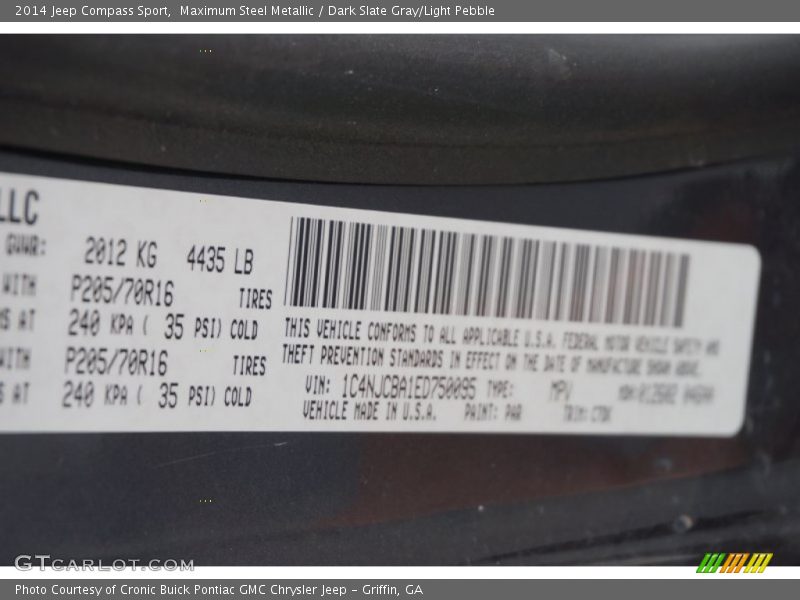 2014 Jeep Compass Sport,  Maximum Steel Metallic / Dark Slate Gray/Light Pebble
LLC
GVWR: 2012 KG 4435 LB
WITH P205/70R16 TIRES
S AT 240 KPA ( 35 PSI) COLD
WITH P205/70R16 TIRES
S AT 240 KPA ( 35 PSI) COLD
THIS VEHICLE CONFORMS TO ALL APPLICABLE U.S.A. FEDERAL MOTOR VEHICLE SAFETY AND
THEFT PREVENTION STANDARDS IN EFFECT ON THE DATE OF MANUFACTURE SHOWN ABOVE.
VIN: 1C4NJCBA1ED750095 TYPE: MPV
VEHICLE MADE IN U.S.A. PAINT: PAR TRIM:
GTcarlot.com
Photo Courtesy of Cronic Buick Pontiac GMC Chrysler Jeep - Griffin, GA